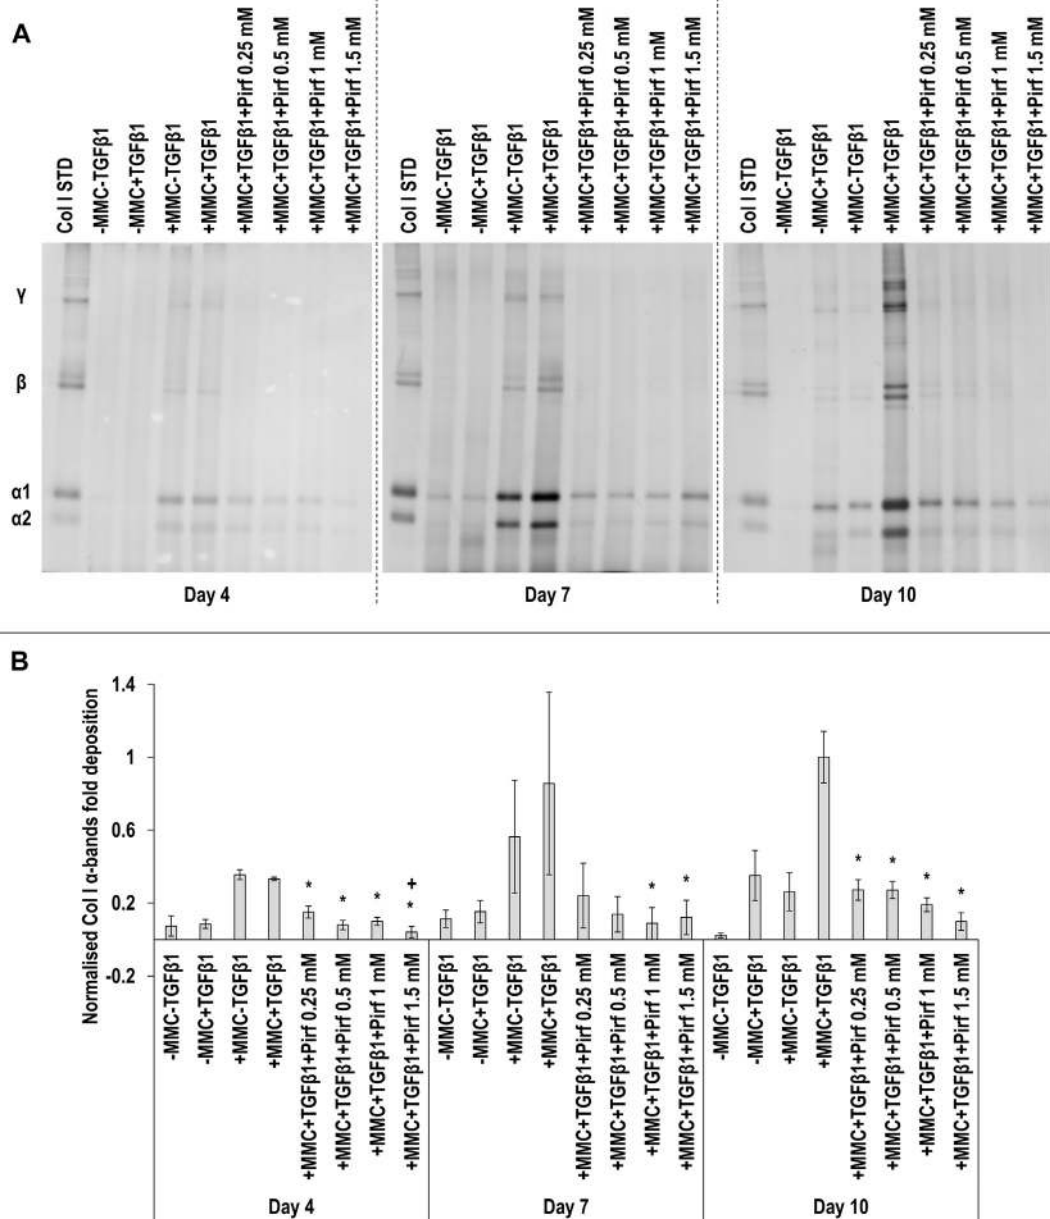 A
Col I STD
-MMC-TGFβ1
-MMC+TGFβ1
+MMC-TGFβ1
+MMC+TGFβ1
+MMC+TGFβ1+Pirf 0.25 mM
+MMC+TGFβ1+Pirf 0.5 mM
+MMC+TGFβ1+Pirf 1 mM
+MMC+TGFβ1+Pirf 1.5 mM
Col I STD
-MMC-TGFβ1
-MMC+TGFβ1
+MMC-TGFβ1
+MMC+TGFβ1
+MMC+TGFβ1+Pirf 0.25 mM
+MMC+TGFβ1+Pirf 0.5 mM
+MMC+TGFβ1+Pirf 1 mM
+MMC+TGFβ1+Pirf 1.5 mM
Col I STD
-MMC-TGFβ1
-MMC+TGFβ1
+MMC-TGFβ1
+MMC+TGFβ1
+MMC+TGFβ1+Pirf 0.25 mM
+MMC+TGFβ1+Pirf 0.5 mM
+MMC+TGFβ1+Pirf 1 mM
+MMC+TGFβ1+Pirf 1.5 mM
γ
β
α1
α2
Day 4
Day 7
Day 10
B
Normalised Col I α-bands fold deposition
1.4
1
0.6
0.2
-0.2
*
*
*
+
*
*
*
*
*
*
*
-MMC-TGFβ1
-MMC+TGFβ1
+MMC-TGFβ1
+MMC+TGFβ1
+MMC+TGFβ1+Pirf 0.25 mM
+MMC+TGFβ1+Pirf 0.5 mM
+MMC+TGFβ1+Pirf 1 mM
+MMC+TGFβ1+Pirf 1.5 mM
-MMC-TGFβ1
-MMC+TGFβ1
+MMC-TGFβ1
+MMC+TGFβ1
+MMC+TGFβ1+Pirf 0.25 mM
+MMC+TGFβ1+Pirf 0.5 mM
+MMC+TGFβ1+Pirf 1 mM
+MMC+TGFβ1+Pirf 1.5 mM
-MMC-TGFβ1
-MMC+TGFβ1
+MMC-TGFβ1
+MMC+TGFβ1
+MMC+TGFβ1+Pirf 0.25 mM
+MMC+TGFβ1+Pirf 0.5 mM
+MMC+TGFβ1+Pirf 1 mM
+MMC+TGFβ1+Pirf 1.5 mM
Day 4
Day 7
Day 10